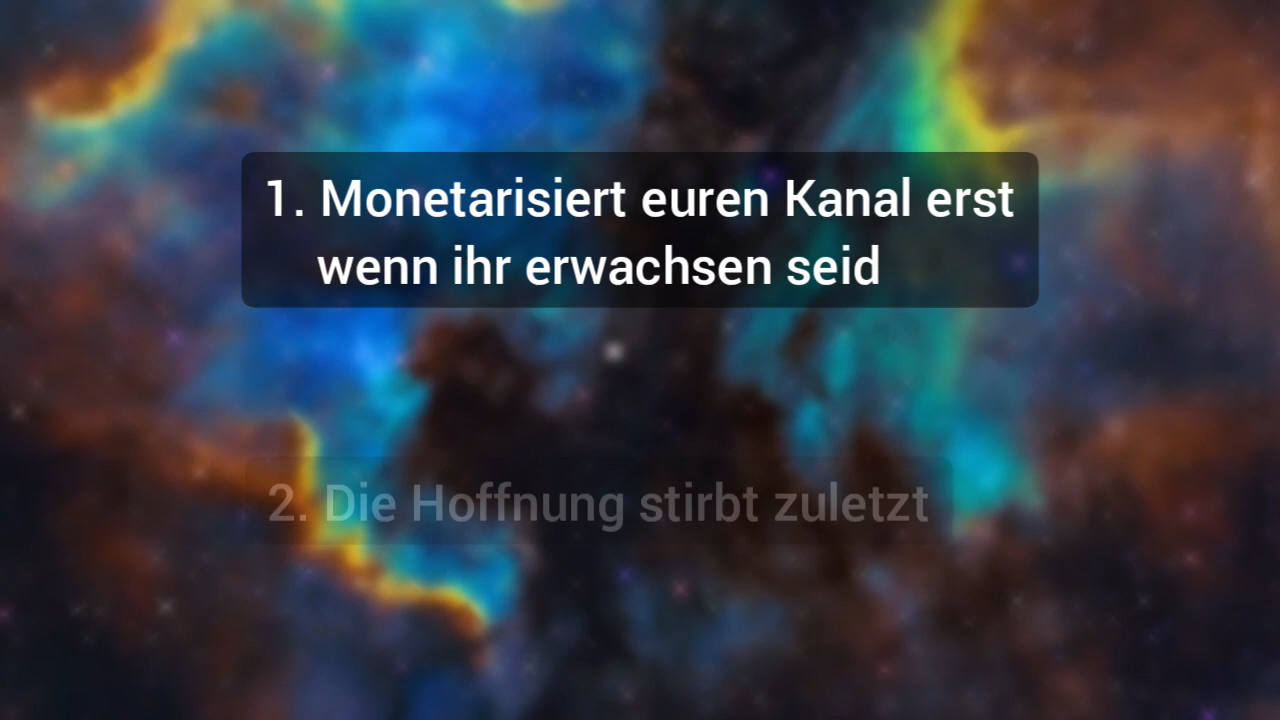 1. Monetarisiert euren Kanal erst
wenn ihr erwachsen seid
2. Die Hoffnung stirbt zuletzt